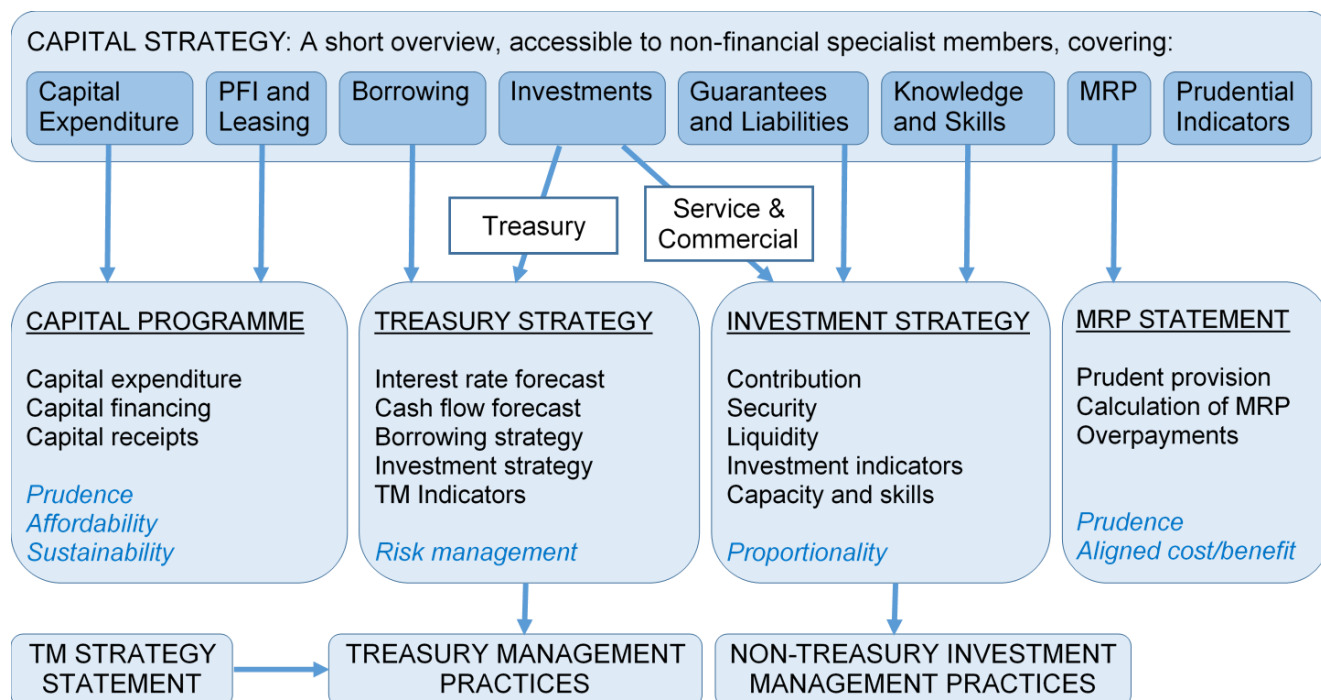 CAPITAL STRATEGY: A short overview, accessible to non-financial specialist members, covering:
Capital
Expenditure
PFI and
Leasing
Borrowing
Investments
Guarantees
and Liabilities
Knowledge
and Skills
MRP
Prudential
Indicators
Treasury
Service &
Commercial
CAPITAL PROGRAMME
Capital expenditure
Capital financing
Capital receipts
Prudence
Affordability
Sustainability
TREASURY STRATEGY
Interest rate forecast
Cash flow forecast
Borrowing strategy
Investment strategy
TM Indicators
Risk management
INVESTMENT STRATEGY
Contribution
Security
Liquidity
Investment indicators
Capacity and skills
Proportionality
MRP STATEMENT
Prudent provision
Calculation of MRP
Overpayments
Prudence
Aligned cost/benefit
TM STRATEGY
STATEMENT
TREASURY MANAGEMENT
PRACTICES
NON-TREASURY INVESTMENT
MANAGEMENT PRACTICES